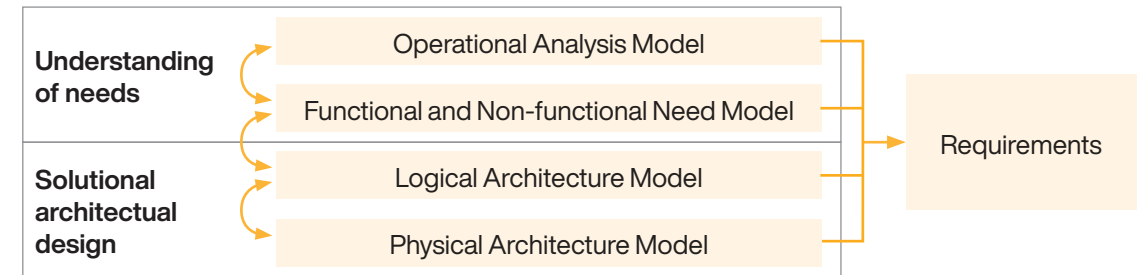 Understanding
of needs
Operational Analysis Model
Functional and Non-functional Need Model
Solutional
architectual
design
Logical Architecture Model
Physical Architecture Model
Requirements